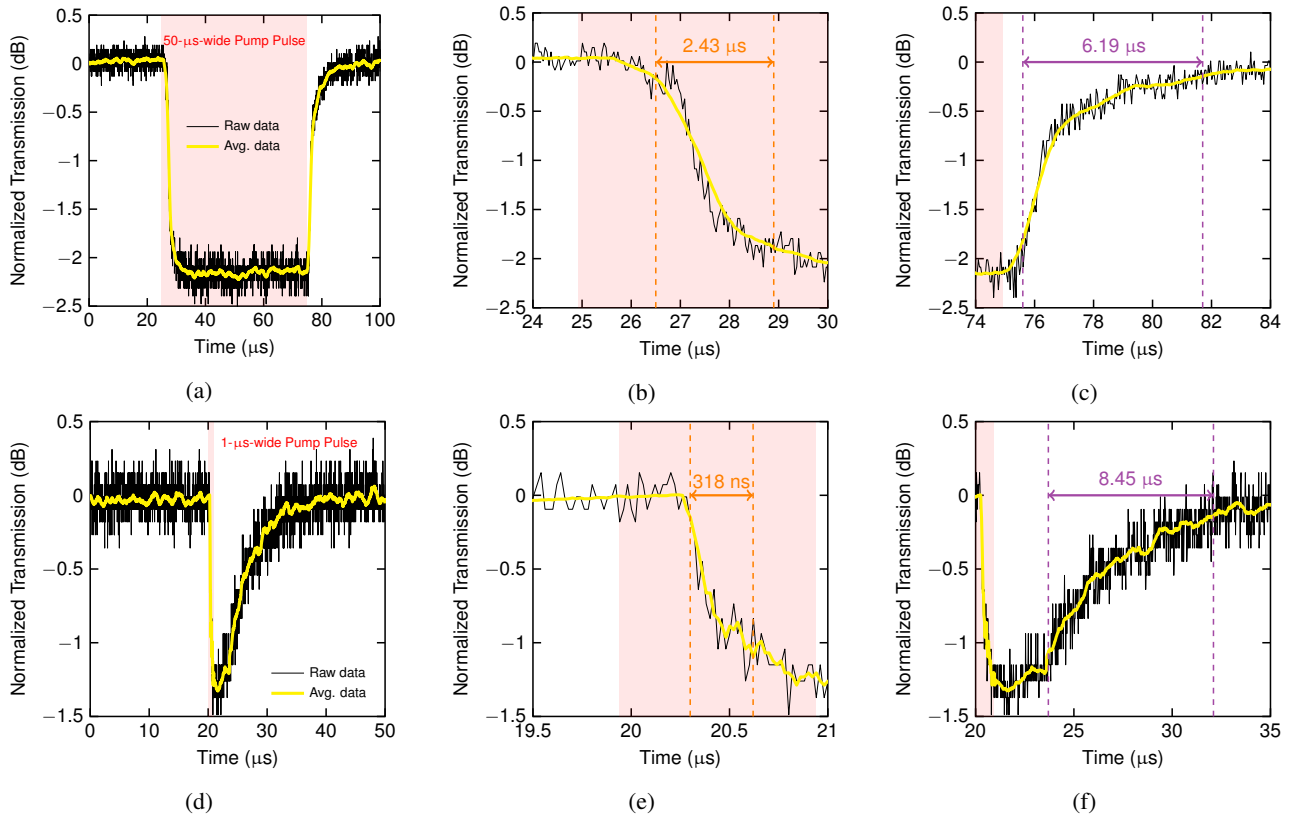 0.5
0
−0.5
−1
−1.5
−2
−2.5
Normalized Transmission (dB)
50-μs-wide Pump Pulse
Raw data
Avg. data
0 20 40 60 80 100
Time (μs)
(a)
0.5
0
−0.5
−1
−1.5
−2
−2.5
Normalized Transmission (dB)
2.43 μs
24 25 26 27 28 29 30
Time (μs)
(b)
0.5
0
−0.5
−1
−1.5
−2
−2.5
Normalized Transmission (dB)
6.19 μs
74 76 78 80 82 84
Time (μs)
(c)
0.5
0
−0.5
−1
−1.5
Normalized Transmission (dB)
1-μs-wide Pump Pulse
Raw data
Avg. data
0 10 20 30 40 50
Time (μs)
(d)
0.5
0
−0.5
−1
−1.5
Normalized Transmission (dB)
318 ns
19.5 20 20.5 21
Time (μs)
(e)
0.5
0
−0.5
−1
−1.5
Normalized Transmission (dB)
8.45 μs
20 25 30 35
Time (μs)
(f)